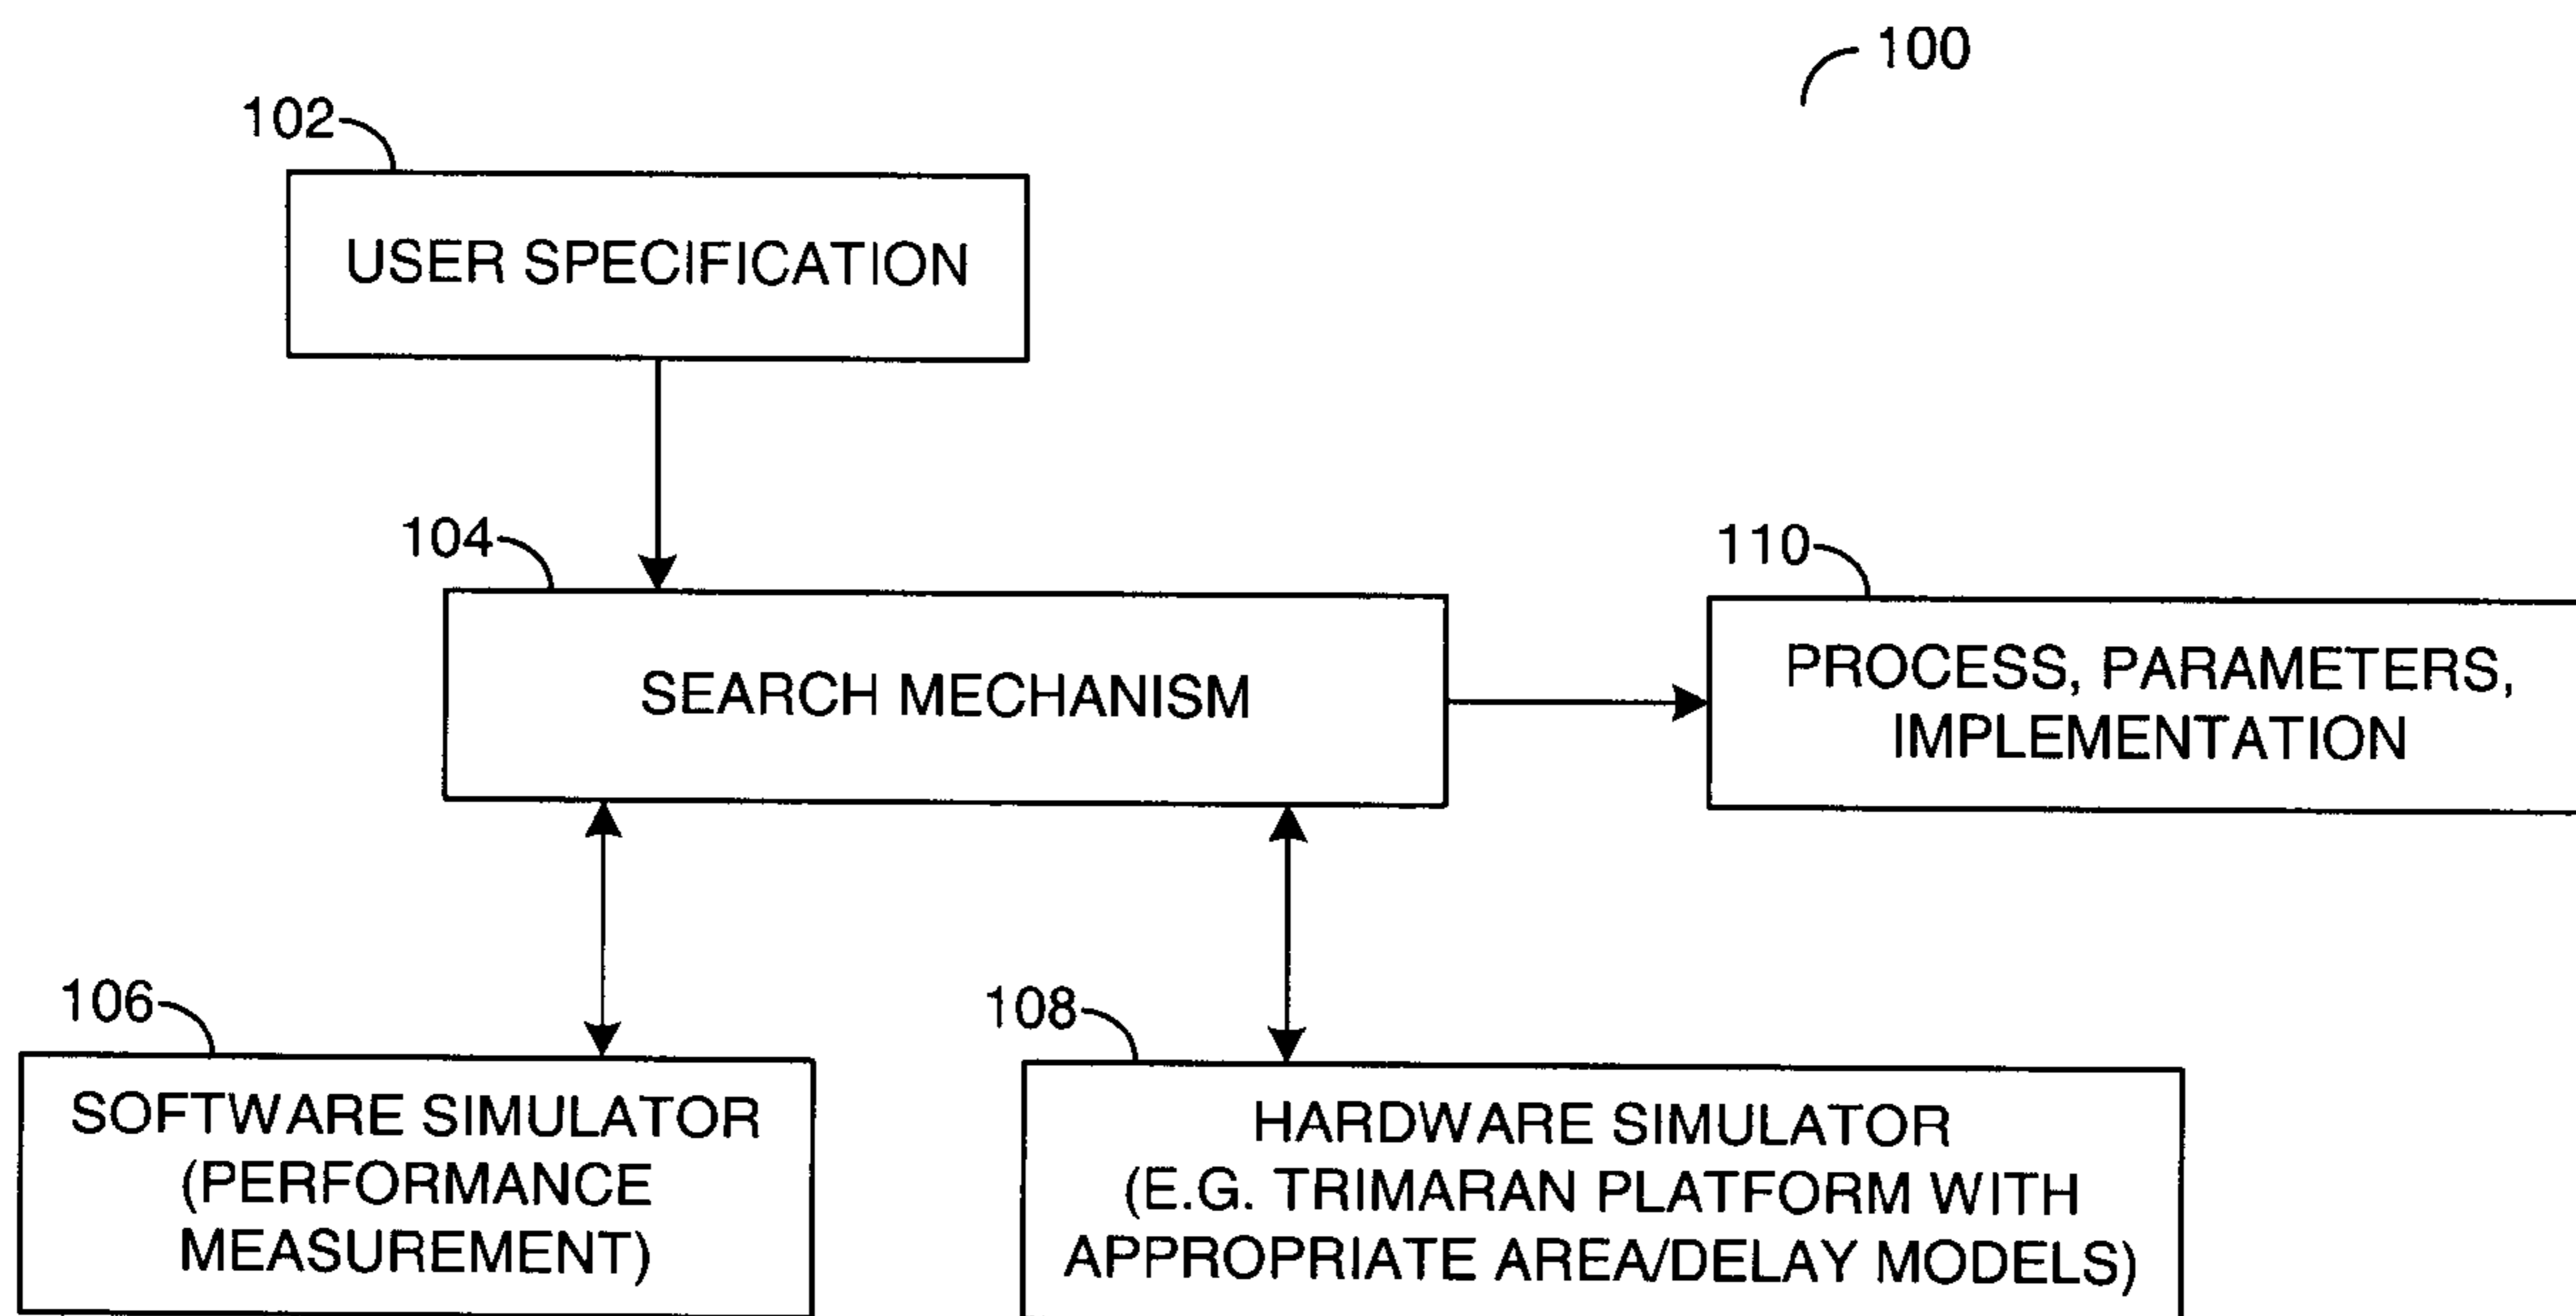 100
102
USER SPECIFICATION
104
SEARCH MECHANISM
110
PROCESS, PARAMETERS,
IMPLEMENTATION
106
SOFTWARE SIMULATOR
(PERFORMANCE
MEASUREMENT)
108
HARDWARE SIMULATOR
(E.G. TRIMARAN PLATFORM WITH
APPROPRIATE AREA/DELAY MODELS)